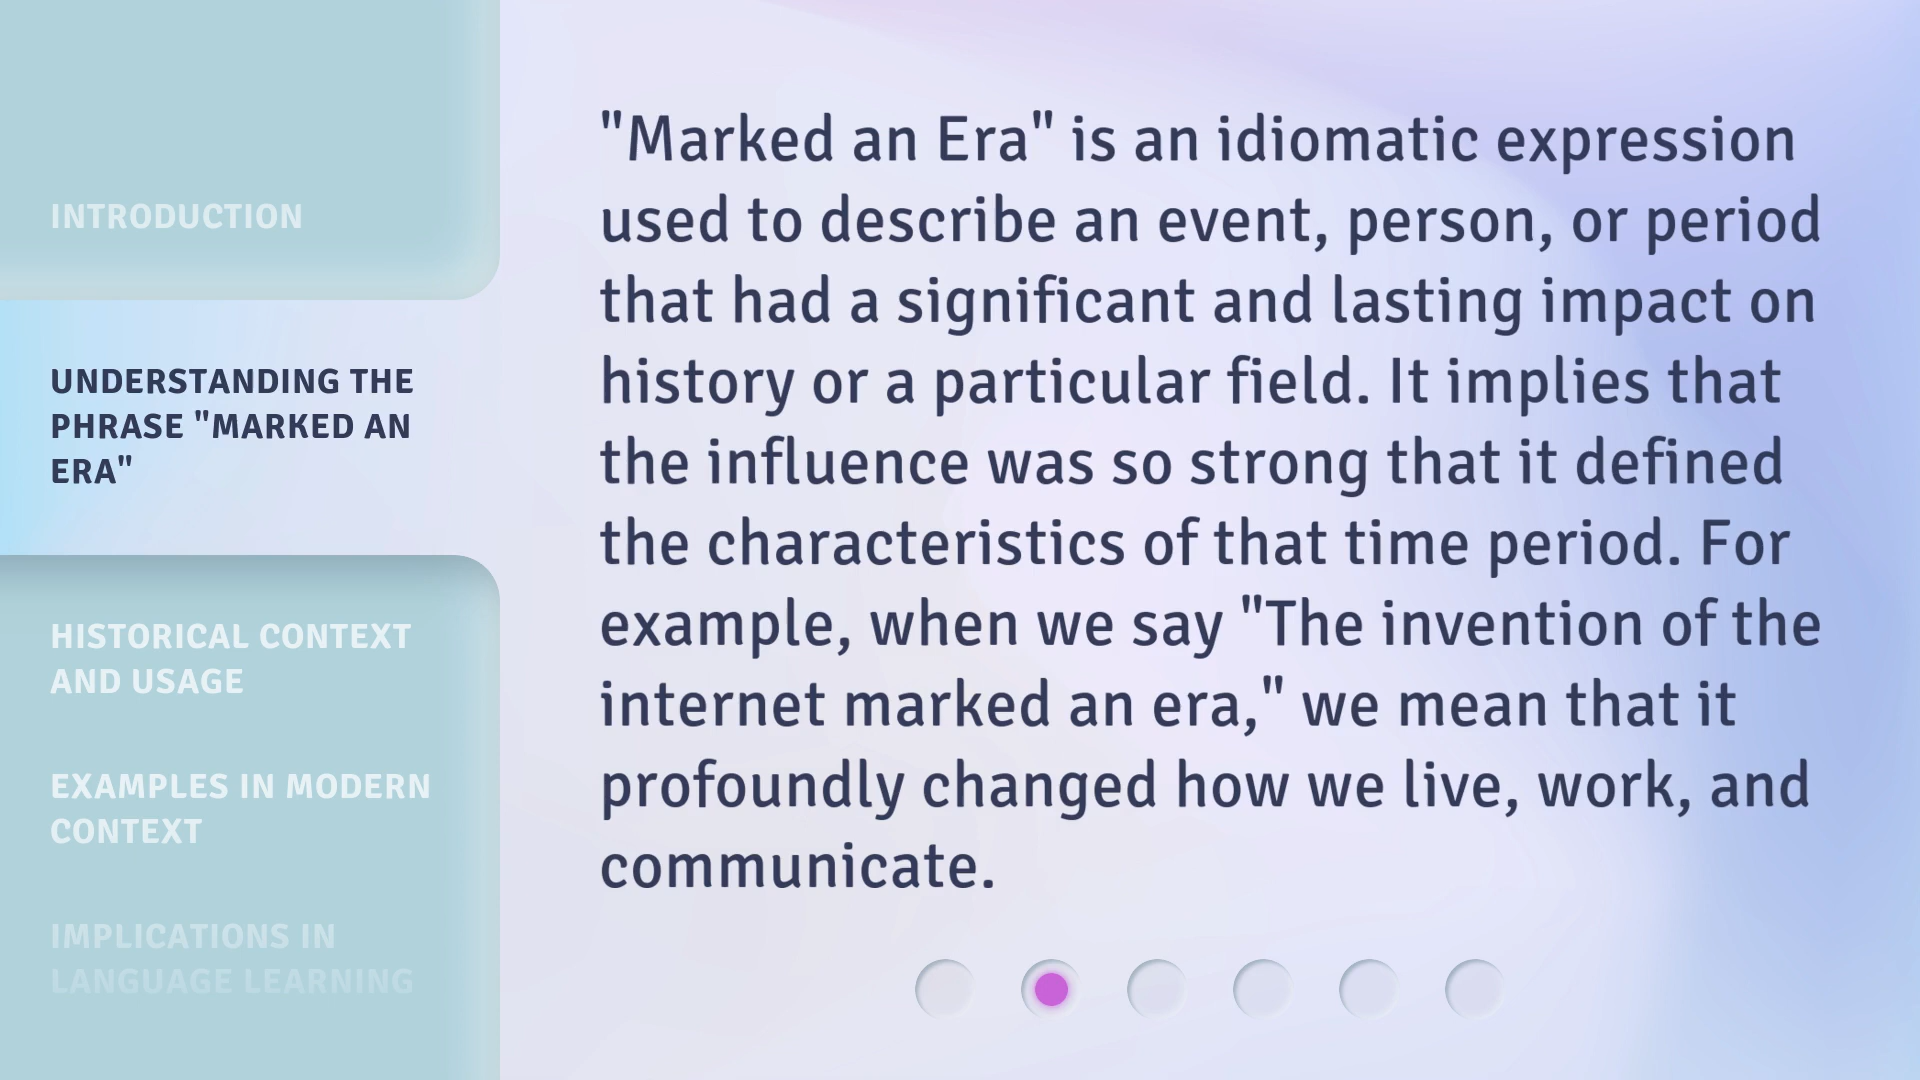 INTRODUCTION
UNDERSTANDING THE
PHRASE "MARKED AN
ERA"
HISTORICAL CONTEXT
AND USAGE
EXAMPLES IN MODERN
CONTEXT
IMPLICATIONS IN
LANGUAGE LEARNING
"Marked an Era" is an idiomatic expression
used to describe an event, person, or period
that had a significant and lasting impact on
history or a particular field. It implies that
the influence was so strong that it defined
the characteristics of that time period. For
example, when we say "The invention of the
internet marked an era," we mean that it
profoundly changed how we live, work, and
communicate.